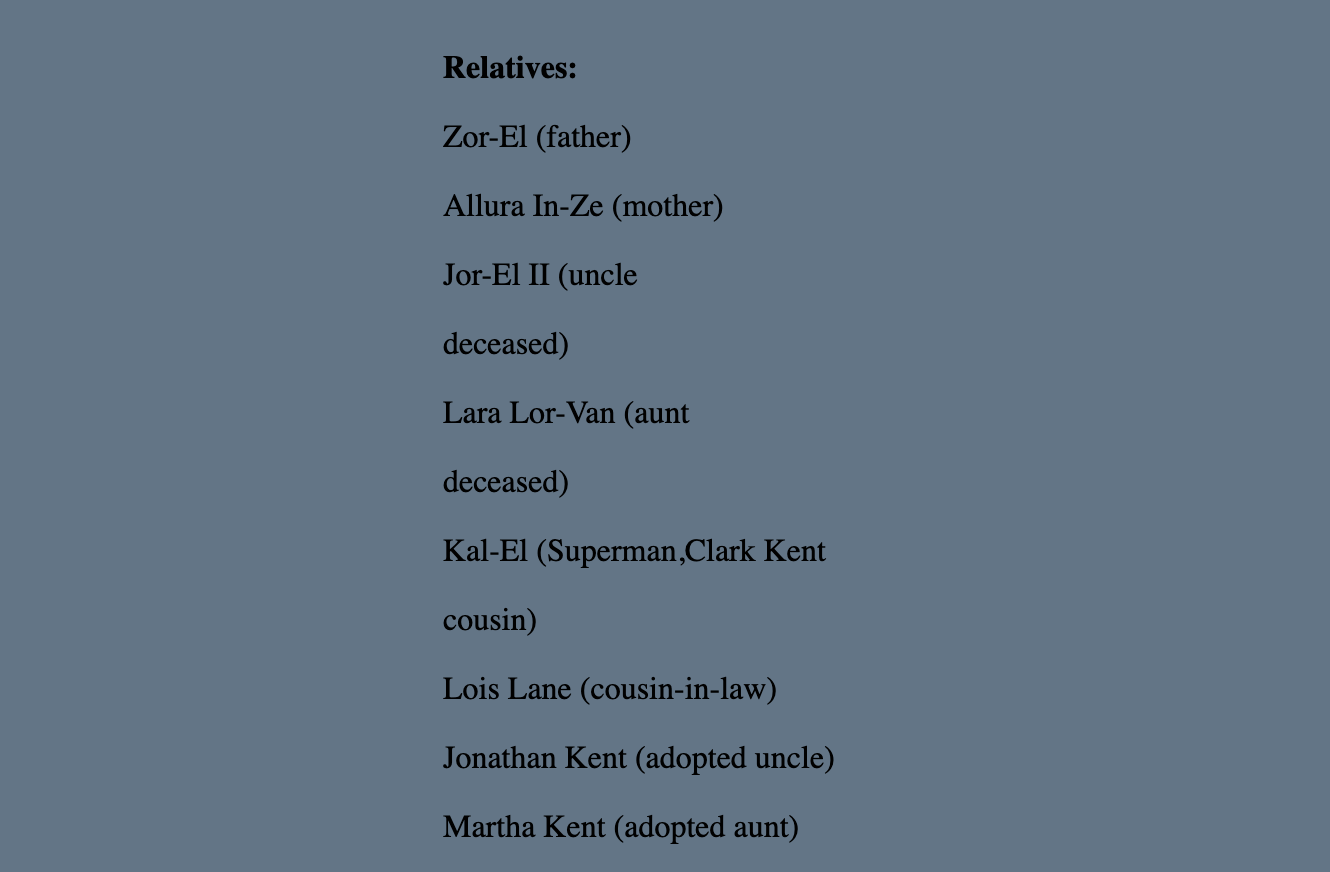 Relatives:
Zor-El (father)
Allura In-Ze (mother)
Jor-El II (uncle
deceased)
Lara Lor-Van (aunt
deceased)
Kal-El (Superman,Clark Kent
cousin)
Lois Lane (cousin-in-law)
Jonathan Kent (adopted uncle)
Martha Kent (adopted aunt)